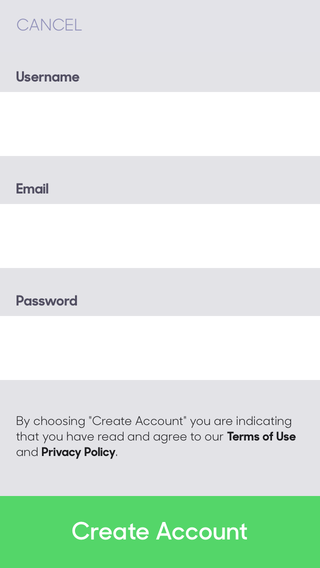 CANCEL
Username
Email
Password
By choosing "Create Account" you are indicating
that you have read and agree to our Terms of Use
and Privacy Policy.
Create Account